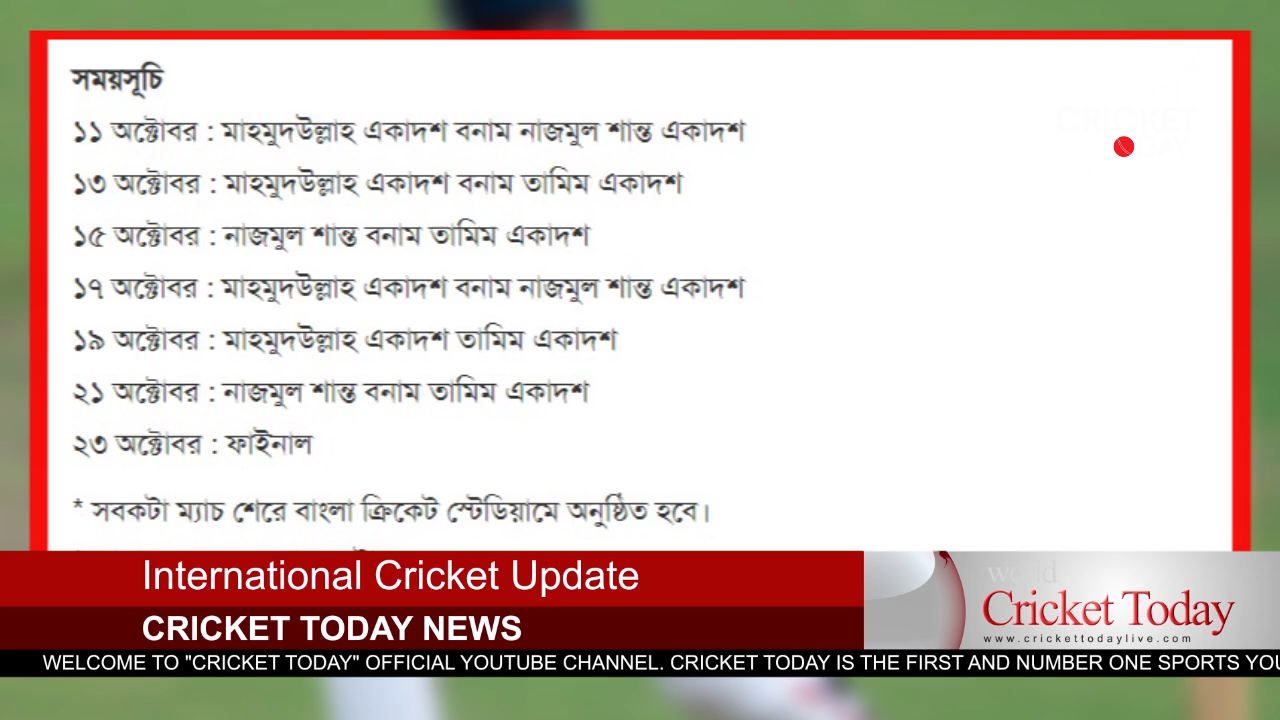 সময়সূচি
১১ অক্টোবর : মাহমুদউল্লাহ একাদশ বনাম নাজমুল শান্ত একাদশ
১৩ অক্টোবর : মাহমুদউল্লাহ একাদশ বনাম তামিম একাদশ
১৫ অক্টোবর : নাজমুল শান্ত বনাম তামিম একাদশ
১৭ অক্টোবর : মাহমুদউল্লাহ একাদশ বনাম নাজমুল শান্ত একাদশ
১৯ অক্টোবর : মাহমুদউল্লাহ একাদশ তামিম একাদশ
২১ অক্টোবর : নাজমুল শান্ত বনাম তামিম একাদশ
২৩ অক্টোবর : ফাইনাল
* সবকটা ম্যাচ শেরে বাংলা ক্রিকেট স্টেডিয়ামে অনুষ্ঠিত হবে।
CRICKET
International Cricket Update
CRICKET TODAY NEWS
world
Cricket Today
www.crickettodaylive.com
WELCOME TO "CRICKET TODAY" OFFICIAL YOUTUBE CHANNEL. CRICKET TODAY IS THE FIRST AND NUMBER ONE SPORTS